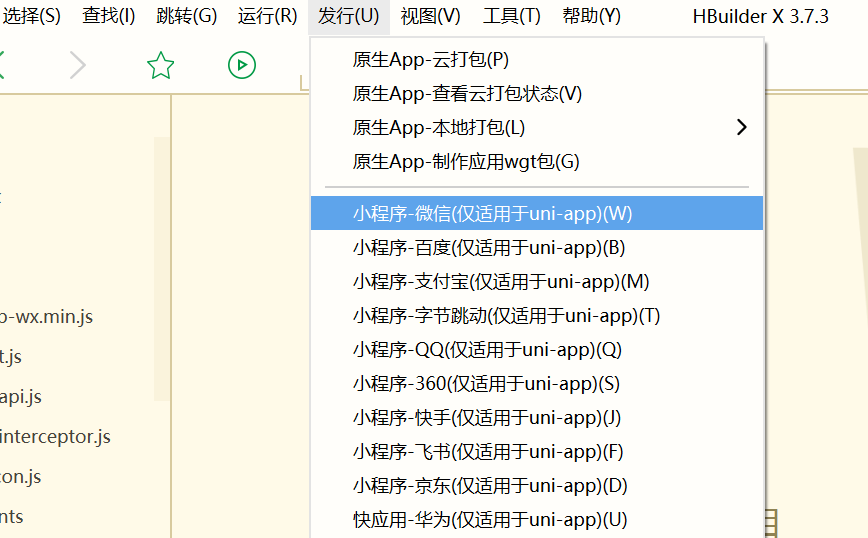 选择(S) 查找(I) 跳转(G) 运行(R) 发行(U) 视图(V) 工具(T) 帮助(Y) HBuilder X 3.7.3
原生App-云打包(P)
原生App-查看云打包状态(V)
原生App-本地打包(L)
原生App-制作应用wgt包(G)
小程序-微信(仅适用于uni-app)(W)
小程序-百度(仅适用于uni-app)(B)
小程序-支付宝(仅适用于uni-app)(M)
小程序-字节跳动(仅适用于uni-app)(T)
小程序-QQ(仅适用于uni-app)(Q)
小程序-360(仅适用于uni-app)(S)
小程序-快手(仅适用于uni-app)(J)
小程序-飞书(仅适用于uni-app)(F)
小程序-京东(仅适用于uni-app)(D)
快应用-华为(仅适用于uni-app)(U)
-wx.min.js
t.js
api.js
interceptor.js
con.js
nts